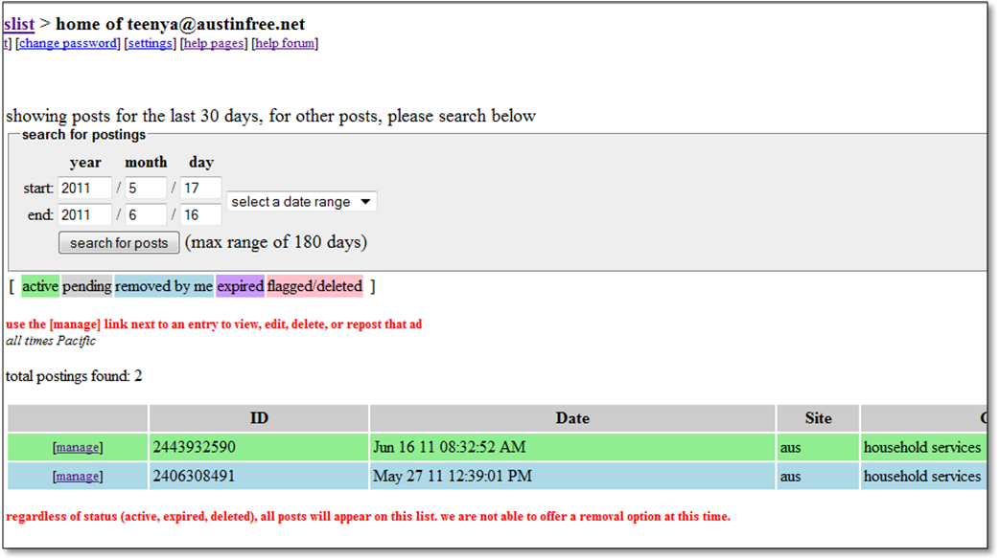 slist > home of teenya@austinfree.net
t] [change password] [settings] [help pages] [help forum]
showing posts for the last 30 days, for other posts, please search below
search for postings
year month day
start: 2011 / 5 / 17
select a date range
end: 2011 / 6 / 16
search for posts (max range of 180 days)
[ active pending removed by me expired flagged/deleted ]
use the [manage] link next to an entry to view, edit, delete, or repost that ad
all times Pacific
total postings found: 2
ID Date Site
[manage] 2443932590 Jun 16 11 08:32:52 AM aus household services
[manage] 2406308491 May 27 11 12:39:01 PM aus household services
regardless of status (active, expired, deleted), all posts will appear on this list. we are not able to offer a removal option at this time.